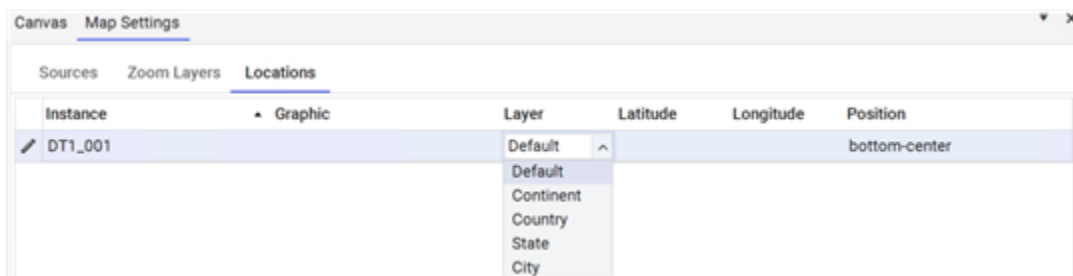 Canvas Map Settings
Sources Zoom Layers Locations
Instance Graphic Layer Latitude Longitude Position
DT1_001 Default bottom-center
Default
Continent
Country
State
City